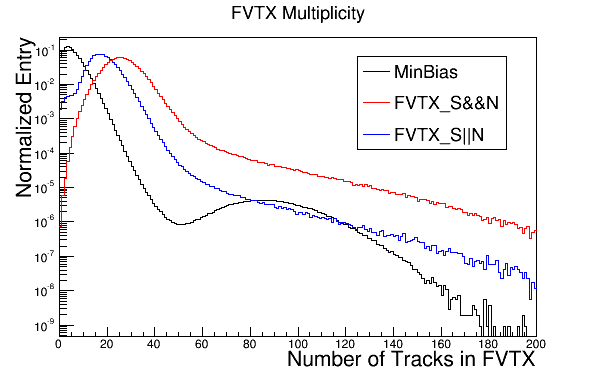 FVTX Multiplicity
Normalized Entry
10-1
10-2
10-3
10-4
10-5
10-6
10-7
10-8
10-9
MinBias
FVTX_S&&N
FVTX_S||N
0 20 40 60 80 100 120 140 160 180 200
Number of Tracks in FVTX